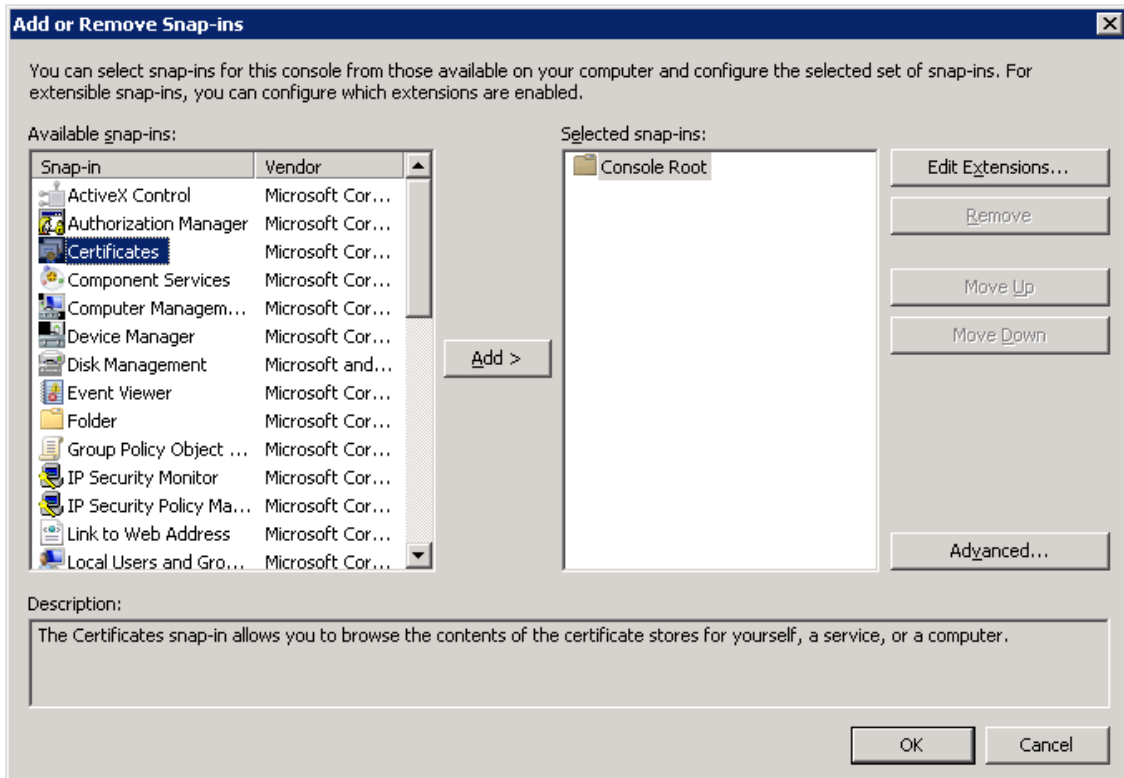 Add or Remove Snap-ins
You can select snap-ins for this console from those available on your computer and configure the selected set of snap-ins. For
extensible snap-ins, you can configure which extensions are enabled.
Available snap-ins:
Snap-in Vendor
ActiveX Control Microsoft Cor...
Authorization Manager Microsoft Cor...
Certificates Microsoft Cor...
Component Services Microsoft Cor...
Computer Managem... Microsoft Cor...
Device Manager Microsoft Cor...
Disk Management Microsoft and...
Event Viewer Microsoft Cor...
Folder Microsoft Cor...
Group Policy Object ... Microsoft Cor...
IP Security Monitor Microsoft Cor...
IP Security Policy Ma... Microsoft Cor...
Link to Web Address Microsoft Cor...
Local Users and Gro... Microsoft Cor...
Add >
Selected snap-ins:
Console Root
Edit Extensions...
Remove
Move Up
Move Down
Advanced...
Description:
The Certificates snap-in allows you to browse the contents of the certificate stores for yourself, a service, or a computer.
OK Cancel